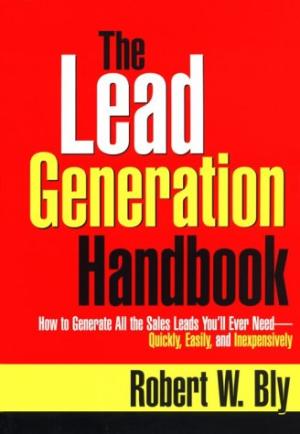 The
Lead
Generation
Handbook
How to Generate All the Sales Leads You'll Ever Need—
Quickly, Easily, and Inexpensively
Robert W. Bly